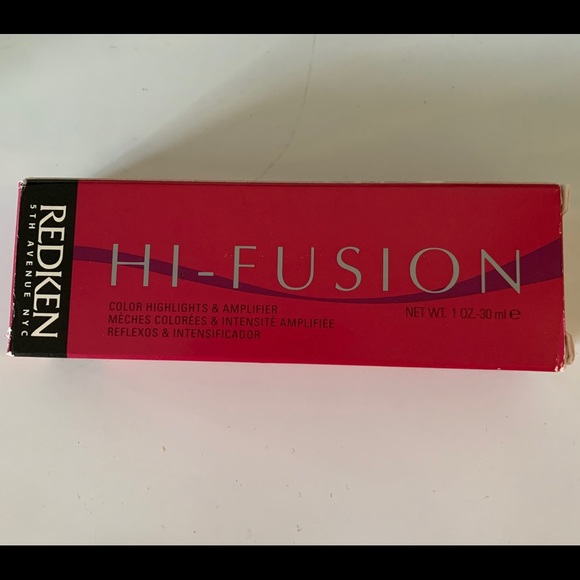 REDKEN
5TH AVENUE NYC
HI-FUSION
COLOR HIGHLIGHTS & AMPLIFIER
MÈCHES COLORÉES & INTENSITÉ AMPLIFIÉE
REFLEXOS & INTENSIFICADOR
NET WT. 1 OZ.-30 ml ℮